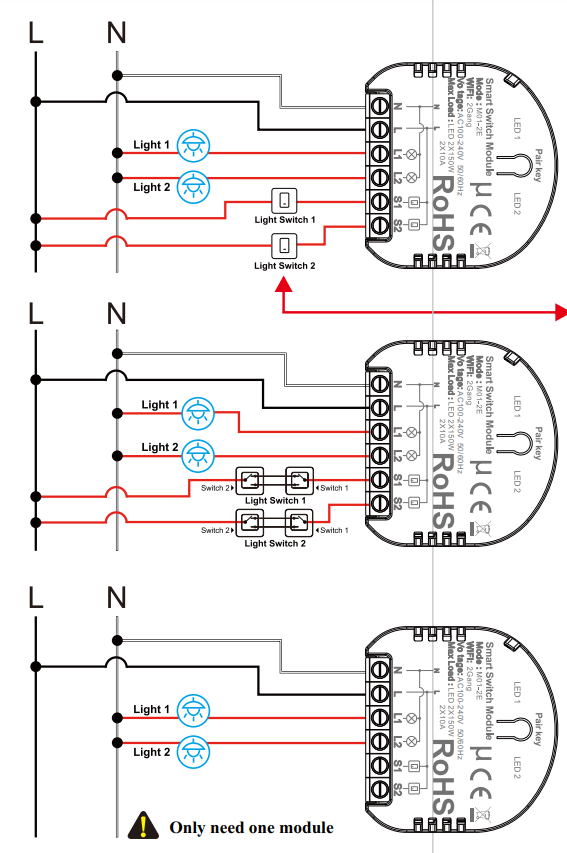 L N
N
L
L1
L2
S1
S2
N
L
Light 1
Light 2
Light Switch 1
Light Switch 2
Smart Switch Module
Mode : M01-2E
WIFI: 2Gang
Vo tage: AC100-240V 50/60Hz
Max Load : LED 2X150W
2X10A
RoHS
μ CE
LED 1
LED 2
Pair key
L N
N
L
L1
L2
S1
S2
N
L
Light 1
Light 2
Switch 2 Switch 1
Light Switch 1
Switch 2 Switch 1
Light Switch 2
Smart Switch Module
Mode : M01-2E
WIFI: 2Gang
Vo tage: AC100-240V 50/60Hz
Max Load : LED 2X150W
2X10A
RoHS
μ CE
LED 1
LED 2
Pair key
L N
N
L
L1
L2
S1
S2
N
L
Light 1
Light 2
Smart Switch Module
Mode : M01-2E
WIFI: 2Gang
Vo tage: AC100-240V 50/60Hz
Max Load : LED 2X150W
2X10A
RoHS
μ CE
LED 1
LED 2
Pair key
Only need one module